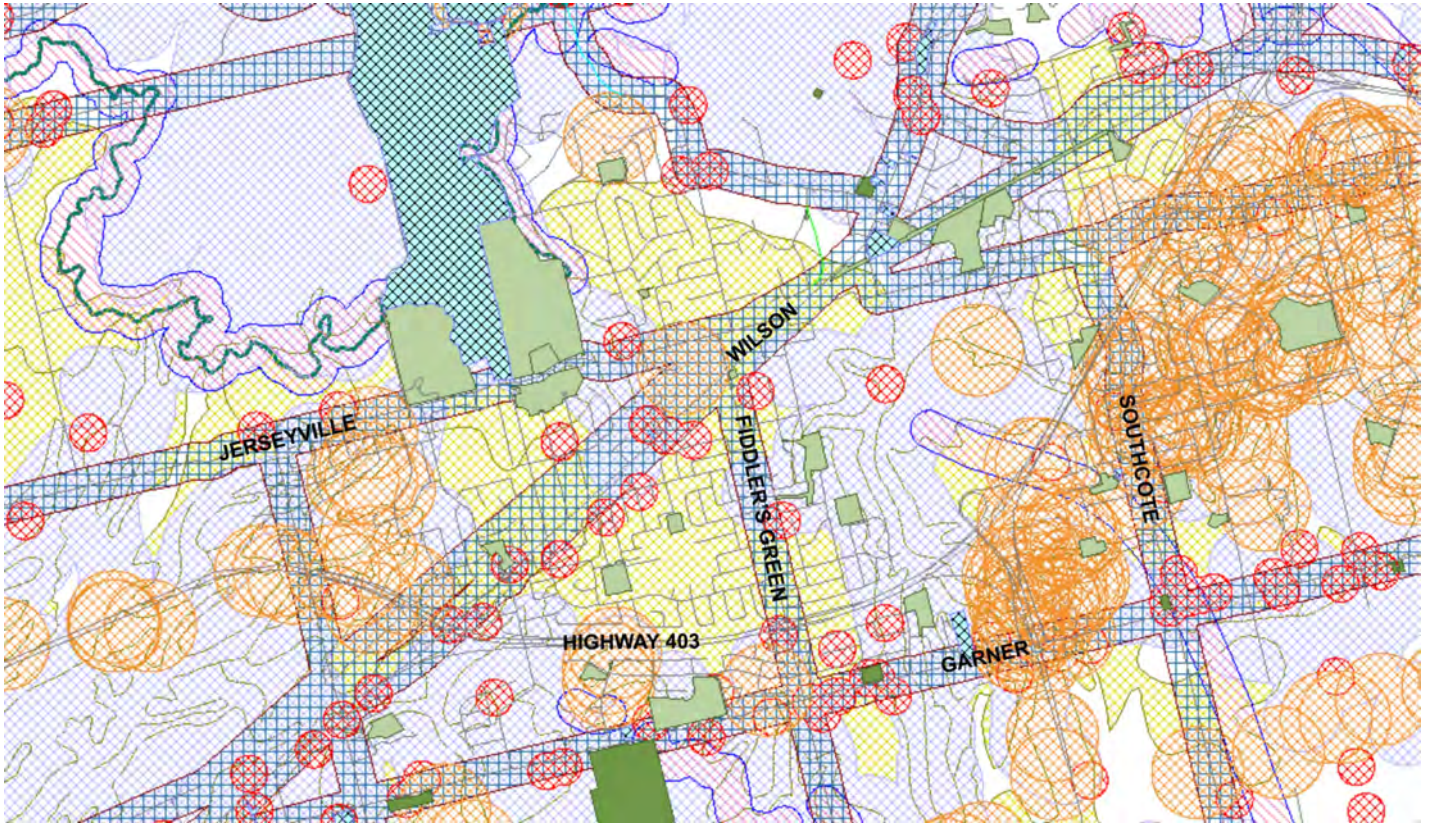 WILSON
JERSEYVILLE
FIDDLER'S GREEN
SOUTHCOTE
HIGHWAY 403
GARNER